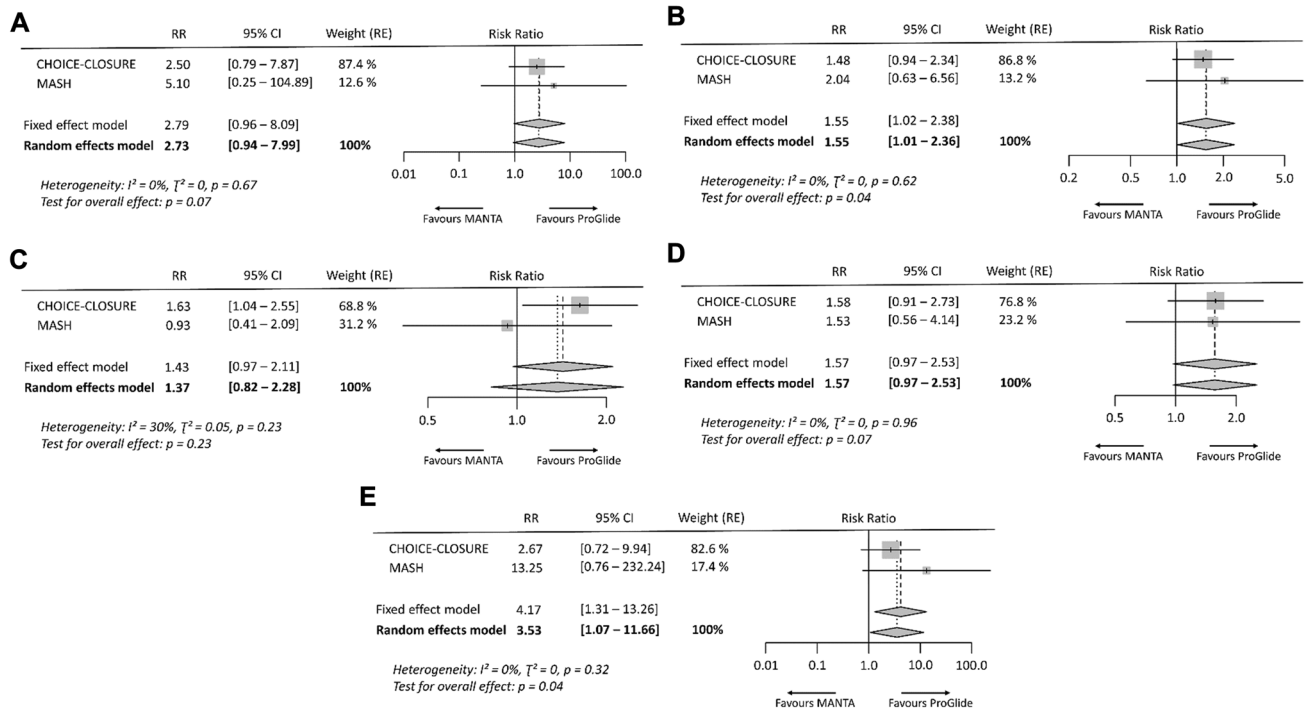 A
RR 95% CI Weight (RE) Risk Ratio
CHOICE-CLOSURE 2.50 [0.79 – 7.87] 87.4 %
MASH 5.10 [0.25 – 104.89] 12.6 %
Fixed effect model 2.79 [0.96 – 8.09]
Random effects model 2.73 [0.94 – 7.99] 100%
0.01 0.1 1.0 10.0 100.0
Heterogeneity: I² = 0%, Ʈ² = 0, p = 0.67
Test for overall effect: p = 0.07
Favours MANTA Favours ProGlide
B
RR 95% CI Weight (RE) Risk Ratio
CHOICE-CLOSURE 1.48 [0.94 – 2.34] 86.8 %
MASH 2.04 [0.63 – 6.56] 13.2 %
Fixed effect model 1.55 [1.02 – 2.38]
Random effects model 1.55 [1.01 – 2.36] 100%
0.2 0.5 1.0 2.0 5.0
Heterogeneity: I² = 0%, Ʈ² = 0, p = 0.62
Test for overall effect: p = 0.04
Favours MANTA Favours ProGlide
C
RR 95% CI Weight (RE) Risk Ratio
CHOICE-CLOSURE 1.63 [1.04 – 2.55] 68.8 %
MASH 0.93 [0.41 – 2.09] 31.2 %
Fixed effect model 1.43 [0.97 – 2.11]
Random effects model 1.37 [0.82 – 2.28] 100%
0.5 1.0 2.0
Heterogeneity: I² = 30%, Ʈ² = 0.05, p = 0.23
Test for overall effect: p = 0.23
Favours MANTA Favours ProGlide
D
RR 95% CI Weight (RE) Risk Ratio
CHOICE-CLOSURE 1.58 [0.91 – 2.73] 76.8 %
MASH 1.53 [0.56 – 4.14] 23.2 %
Fixed effect model 1.57 [0.97 – 2.53]
Random effects model 1.57 [0.97 – 2.53] 100%
0.5 1.0 2.0
Heterogeneity: I² = 0%, Ʈ² = 0, p = 0.96
Test for overall effect: p = 0.07
Favours MANTA Favours ProGlide
E
RR 95% CI Weight (RE) Risk Ratio
CHOICE-CLOSURE 2.67 [0.72 – 9.94] 82.6 %
MASH 13.25 [0.76 – 232.24] 17.4 %
Fixed effect model 4.17 [1.31 – 13.26]
Random effects model 3.53 [1.07 – 11.66] 100%
0.01 0.1 1.0 10.0 100.0
Heterogeneity: I² = 0%, Ʈ² = 0, p = 0.32
Test for overall effect: p = 0.04
Favours MANTA Favours ProGlide